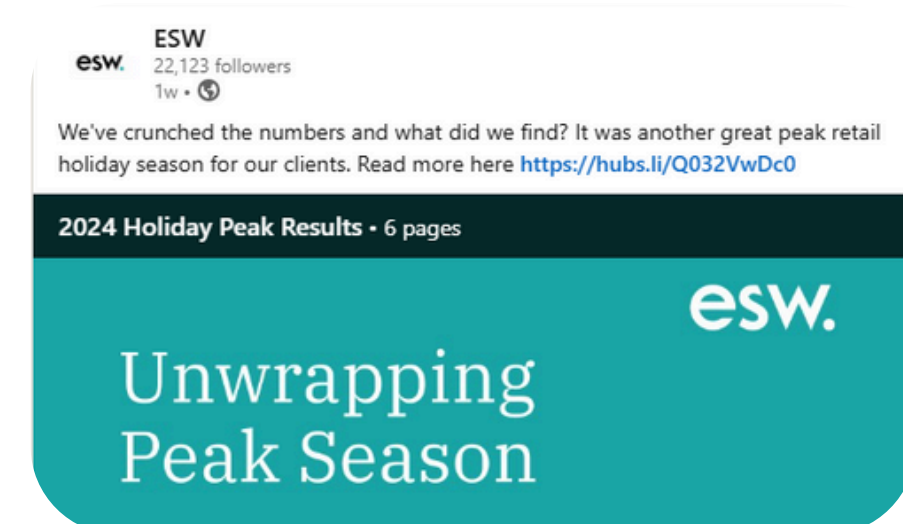 ESW
esw.
22,123 followers
1w •
We've crunched the numbers and what did we find? It was another great peak retail
holiday season for our clients. Read more here https://hubs.li/Q032VwDc0
2024 Holiday Peak Results • 6 pages
esw.
Unwrapping
Peak Season